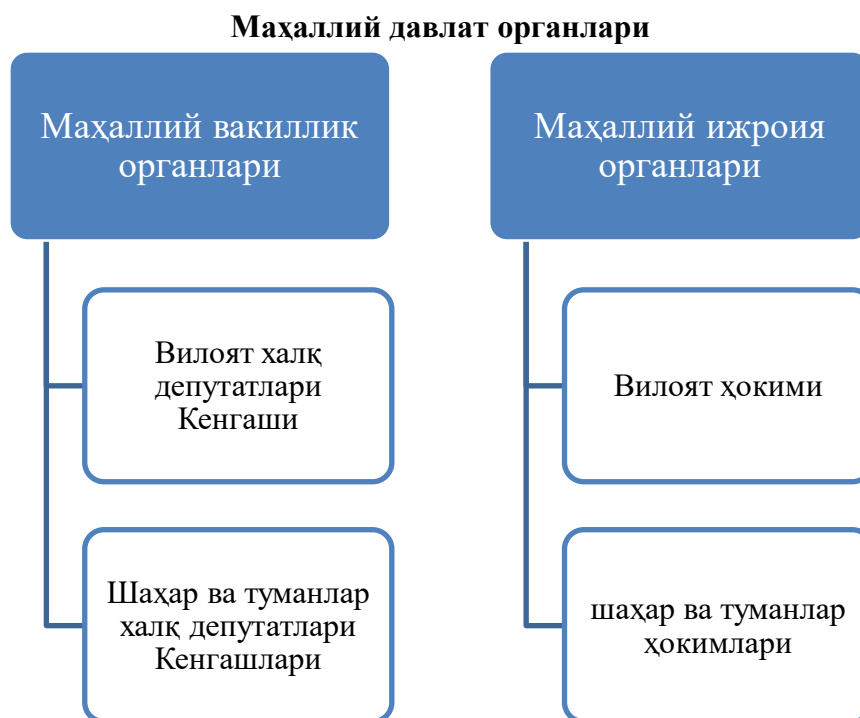 Маҳаллий давлат органлари
Маҳаллий вакиллик
органлари
Вилоят халқ
депутатлари
Кенгаши
Шаҳар ва туманлар
халқ депутатлари
Кенгашлари
Маҳаллий ижроия
органлари
Вилоят ҳокими
шаҳар ва туманлар
ҳокимлари